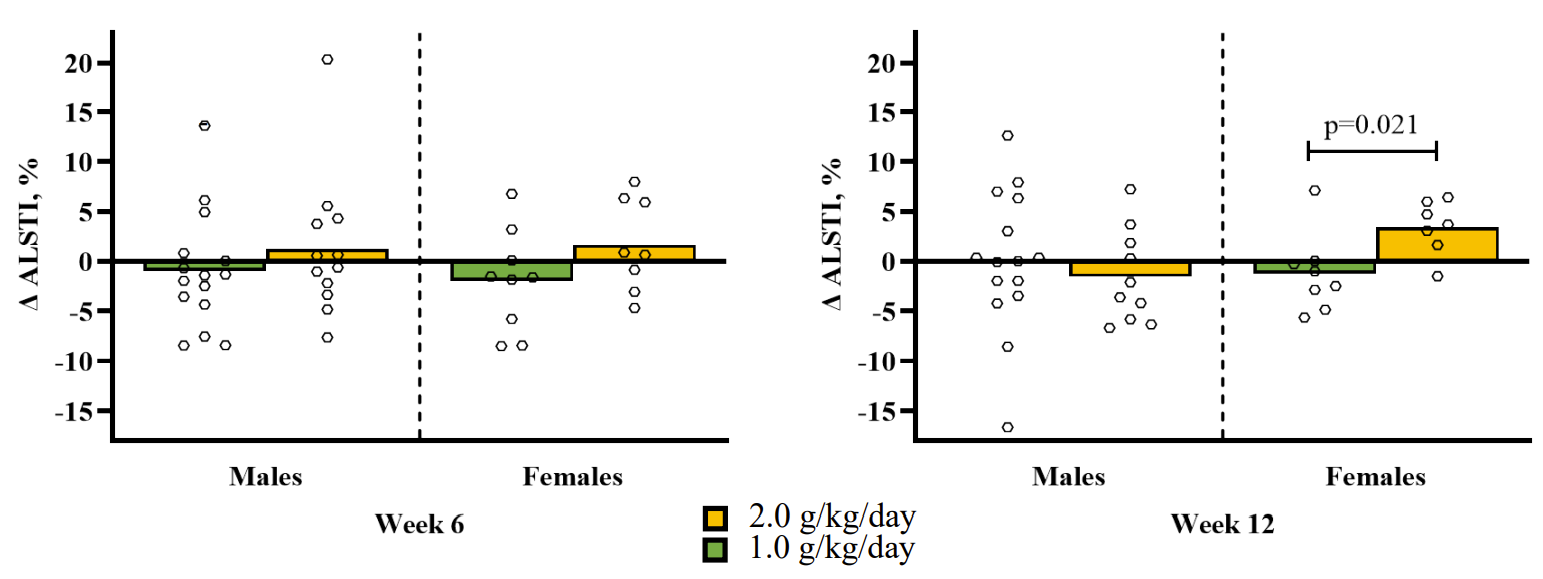 Δ ALSTI, %
20
15
10
5
0
-5
-10
-15
Males
Females
Week 6
Δ ALSTI, %
20
15
10
5
0
-5
-10
-15
p=0.021
Males
Females
Week 12
2.0 g/kg/day
1.0 g/kg/day